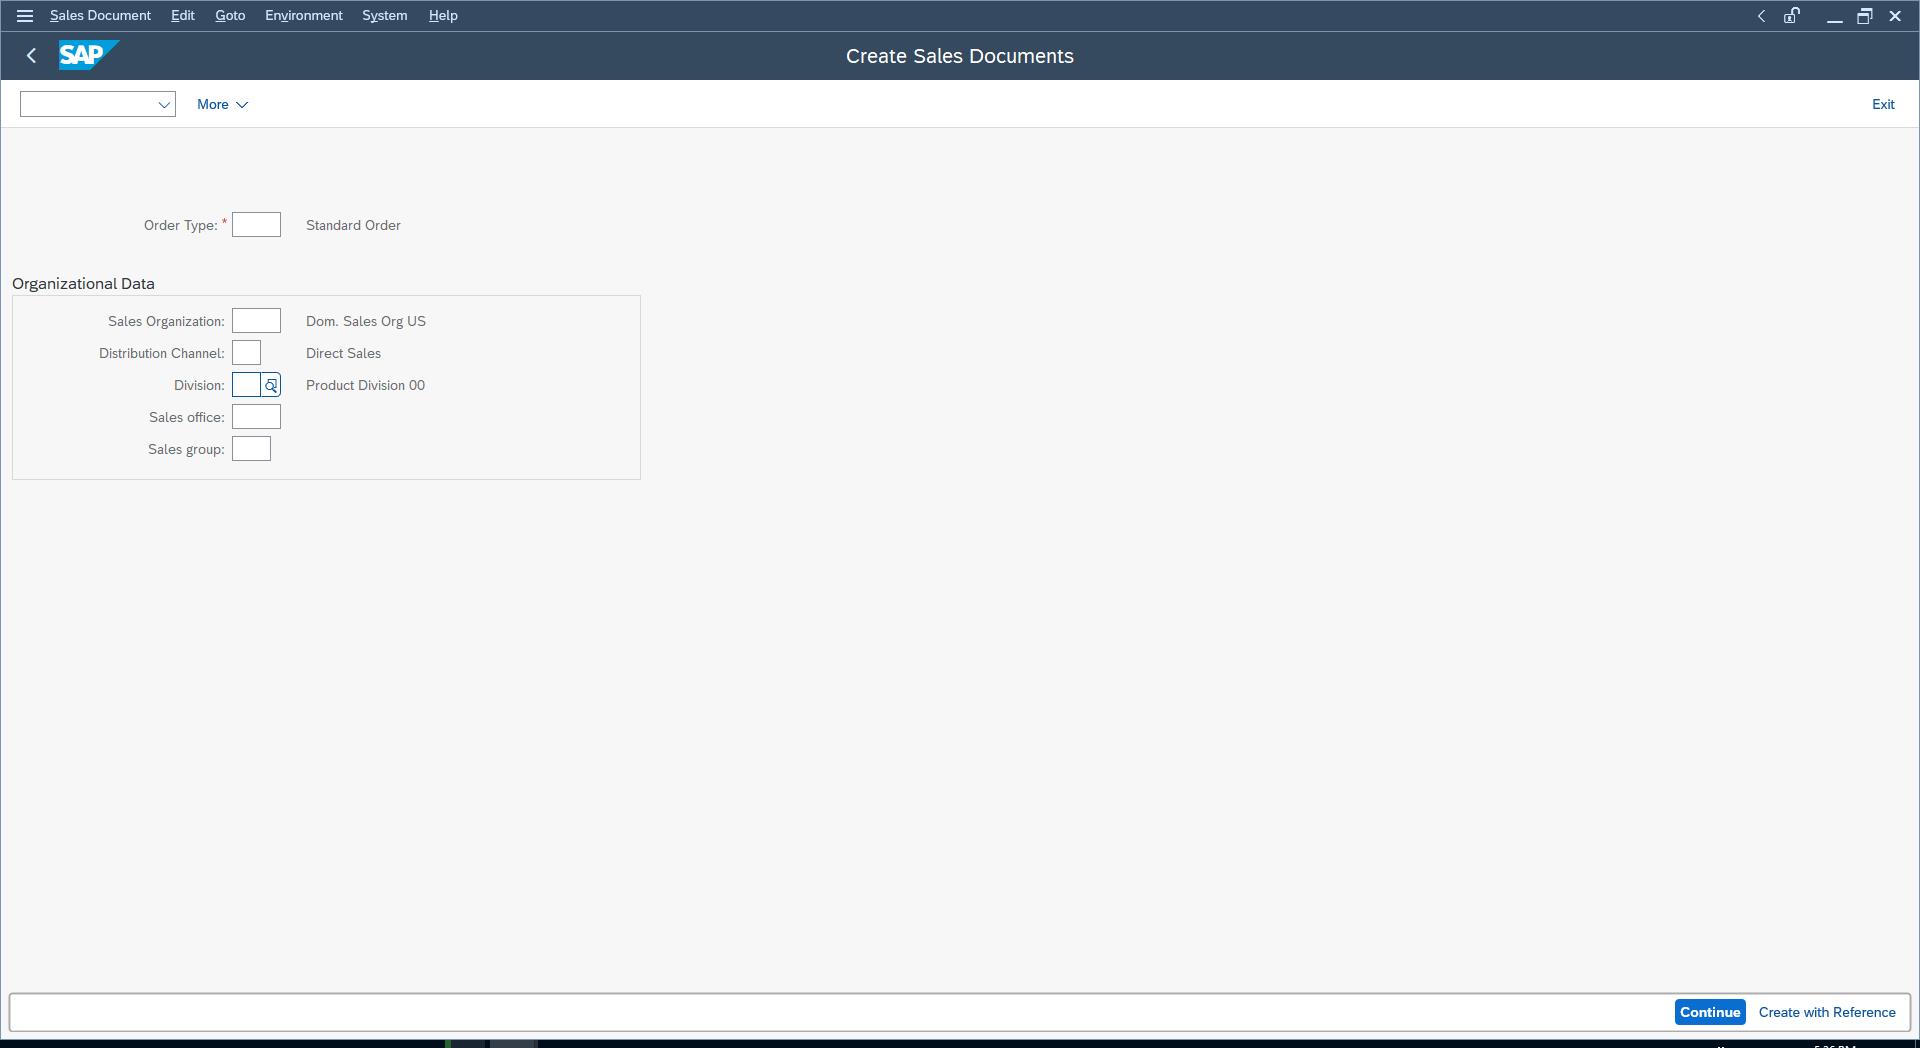 Sales Document Edit Goto Environment System Help
SAP Create Sales Documents
More Exit
Order Type: * Standard Order
Organizational Data
Sales Organization: Dom. Sales Org US
Distribution Channel: Direct Sales
Division: Product Division 00
Sales office:
Sales group:
Continue Create with Reference